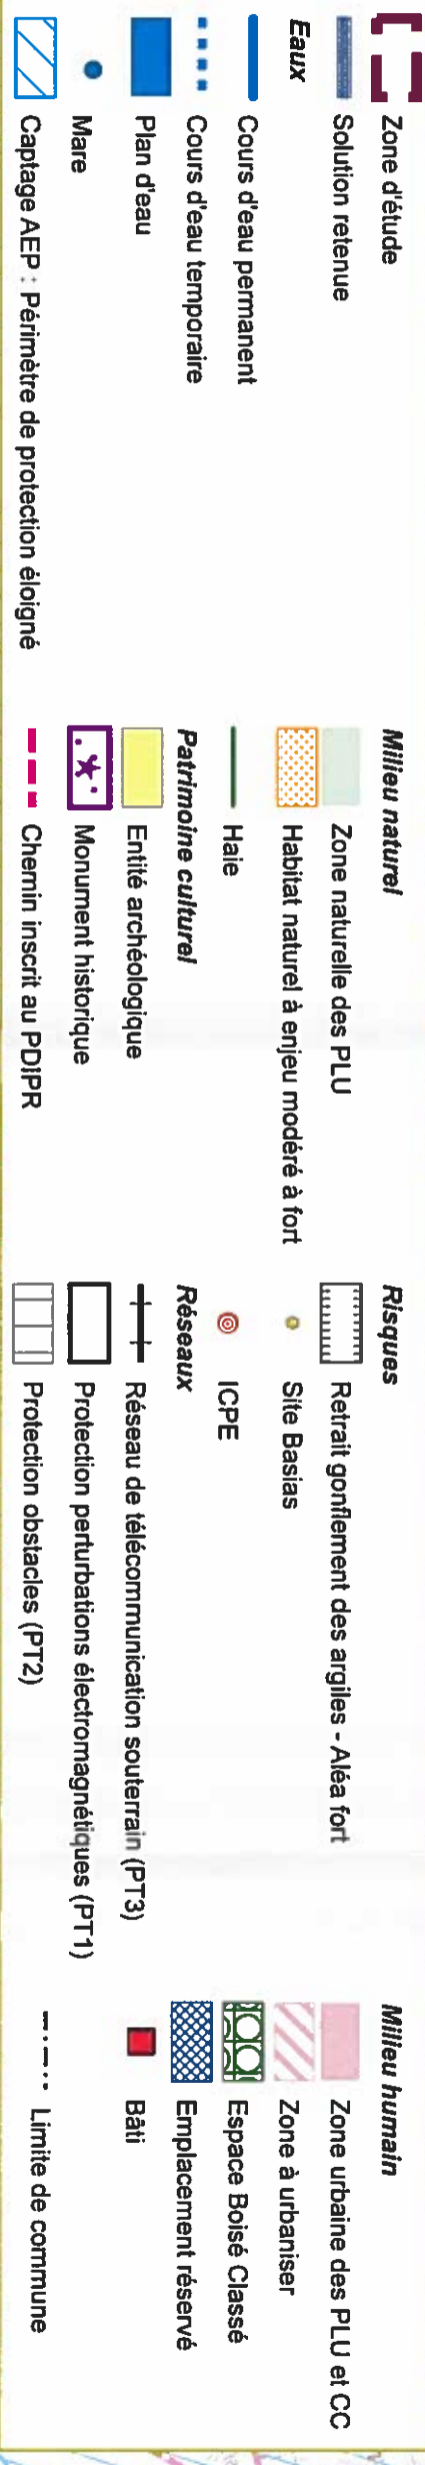 Zone d'étude
Solution retenue
Eaux
Cours d'eau permanent
Cours d'eau temporaire
Plan d'eau
Mare
Captage AEP : Périmètre de protection éloigné
Milieu naturel
Zone naturelle des PLU
Habitat naturel à enjeu modéré à fort
Haie
Patrimoine culturel
Entité archéologique
Monument historique
Chemin inscrit au PDIPR
Risques
Retrait gonflement des argiles - Aléa fort
Site Basias
ICPE
Réseaux
Réseau de télécommunication souterrain (PT3)
Protection perturbations électromagnétiques (PT1)
Protection obstacles (PT2)
Milieu humain
Zone urbaine des PLU et CC
Zone à urbaniser
Espace Boisé Classé
Emplacement réservé
Bâti
Limite de commune